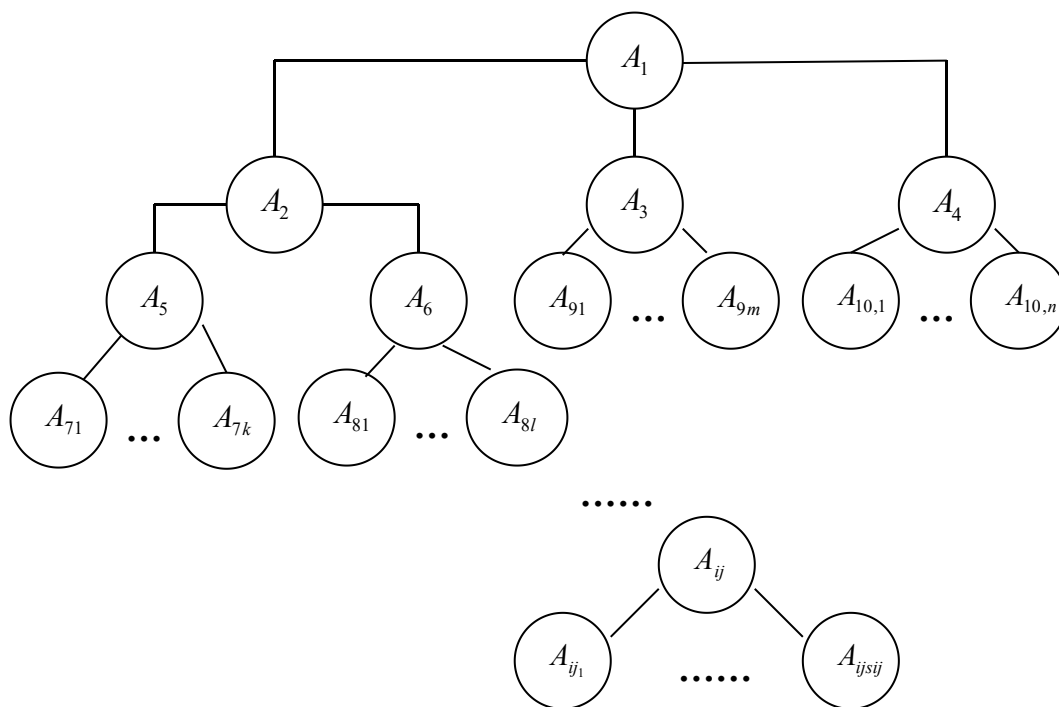 A₁
A₂ A₃ A₄
A₅ A₆ A₉₁ ... A₉ₘ A₁₀,₁ ... A₁₀,ₙ
A₇₁ ... A₇ₖ A₈₁ ... A₈ₗ
......
Aᵢⱼ
Aᵢⱼ₁ ...... Aᵢⱼₛᵢⱼ